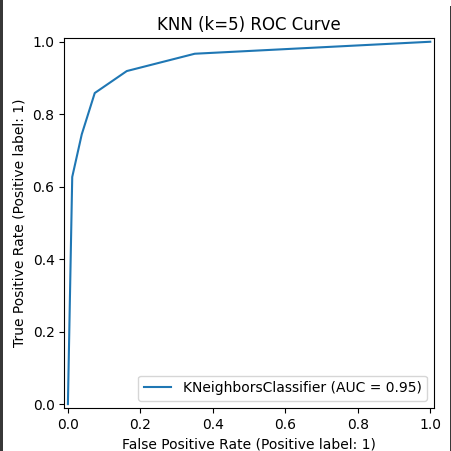 KNN (k=5) ROC Curve
1.0
0.8
0.6
0.4
0.2
0.0
True Positive Rate (Positive label: 1)
KNeighborsClassifier (AUC = 0.95)
0.0 0.2 0.4 0.6 0.8 1.0
False Positive Rate (Positive label: 1)